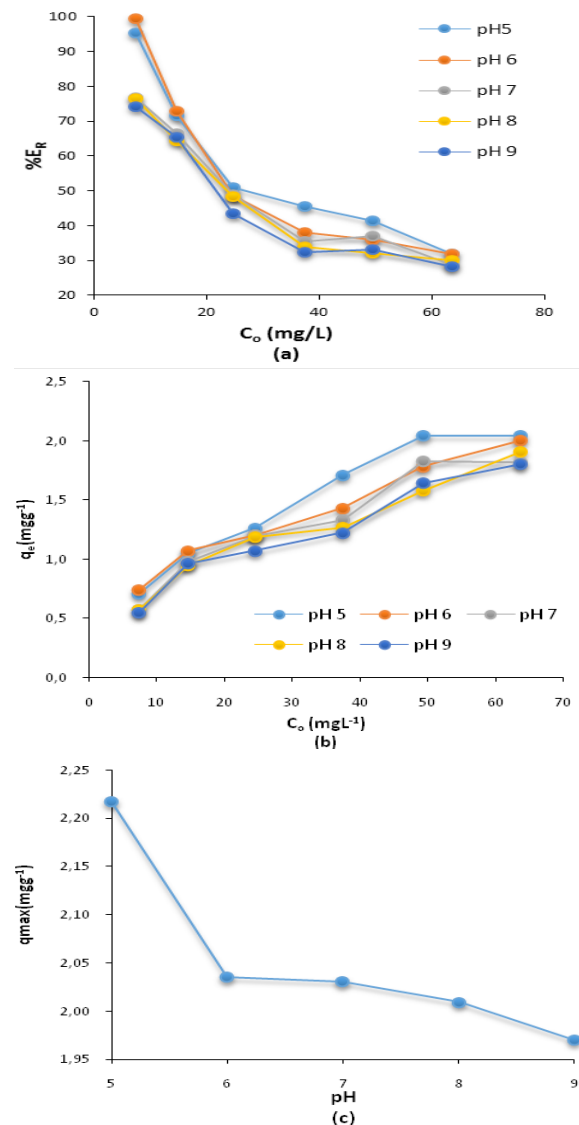 100
90
80
70
60
50
40
30
20
%E_R
pH5
pH 6
pH 7
pH 8
pH 9
0 20 40 60 80
C_o (mg/L)
(a)
2,5
2,0
1,5
1,0
0,5
0,0
q_e(mgg⁻¹)
pH 5 pH 6 pH 7
pH 8 pH 9
0 10 20 30 40 50 60 70
C_o (mgL⁻¹)
(b)
2,25
2,20
2,15
2,10
2,05
2,00
1,95
qmax(mgg⁻¹)
5 6 7 8 9
pH
(c)